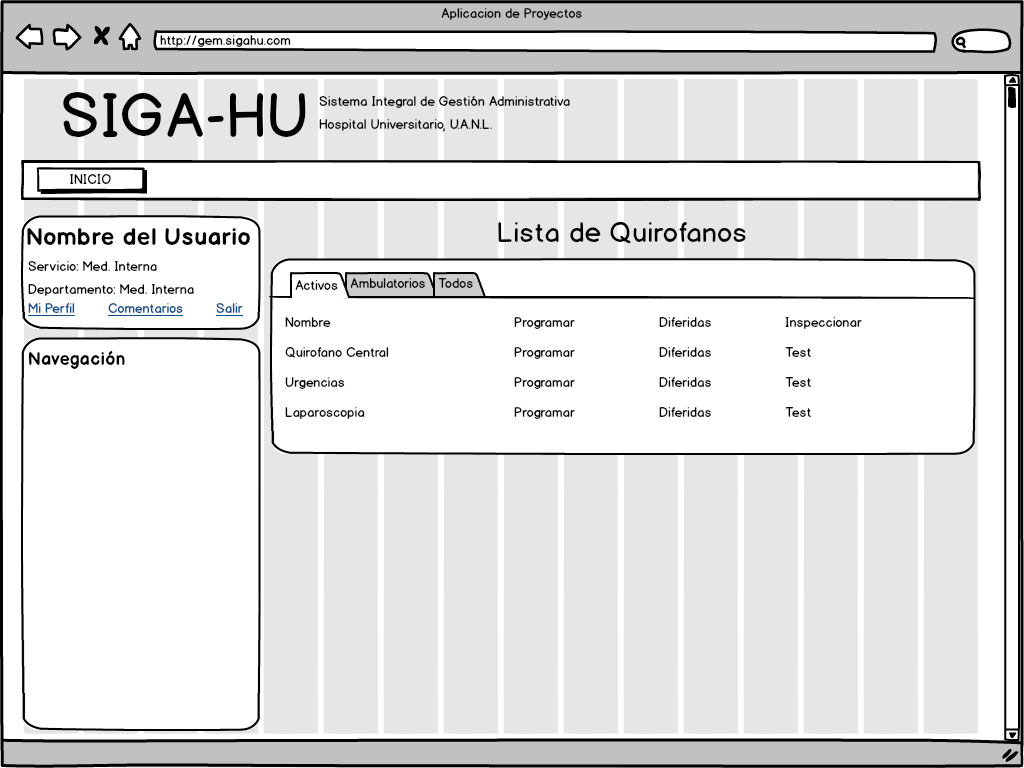 Aplicacion de Proyectos
http://gem.sigahu.com
SIGA-HU
Sistema Integral de Gestión Administrativa
Hospital Universitario, U.A.N.L.
INICIO
Nombre del Usuario
Servicio: Med. Interna
Departamento: Med. Interna
Mi Perfil Comentarios Salir
Navegación
Lista de Quirofanos
Activos Ambulatorios Todos
Nombre Programar Diferidas Inspeccionar
Quirofano Central Programar Diferidas Test
Urgencias Programar Diferidas Test
Laparoscopia Programar Diferidas Test